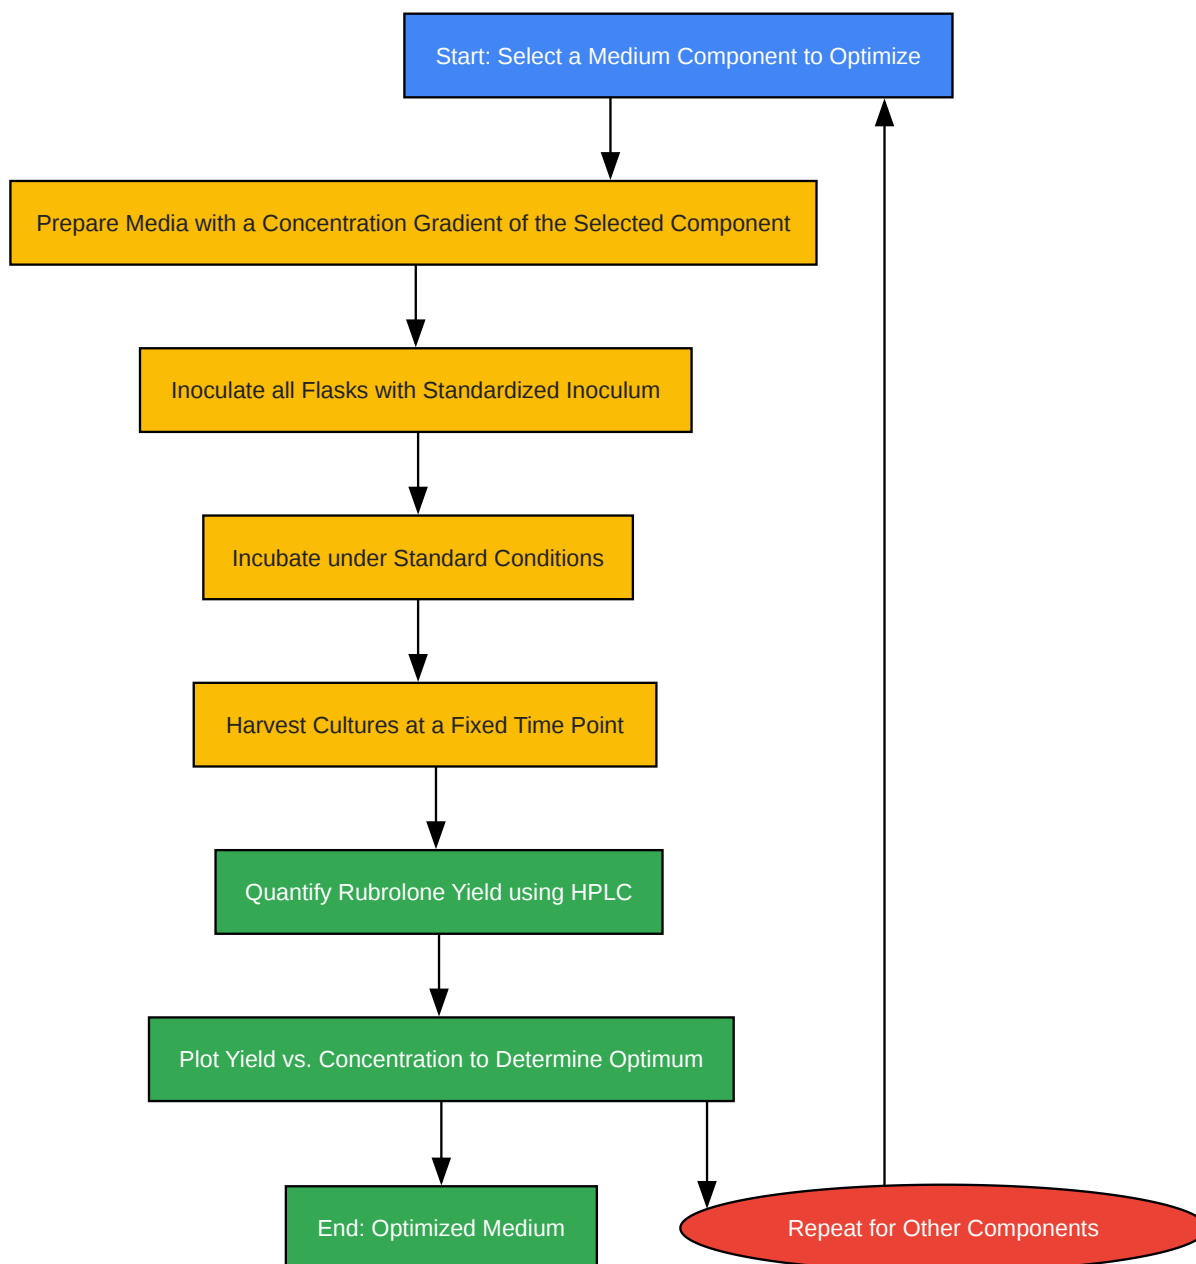 Start: Select a Medium Component to Optimize
Prepare Media with a Concentration Gradient of the Selected Component
Inoculate all Flasks with Standardized Inoculum
Incubate under Standard Conditions
Harvest Cultures at a Fixed Time Point
Quantify Rubrolone Yield using HPLC
Plot Yield vs. Concentration to Determine Optimum
End: Optimized Medium
Repeat for Other Components